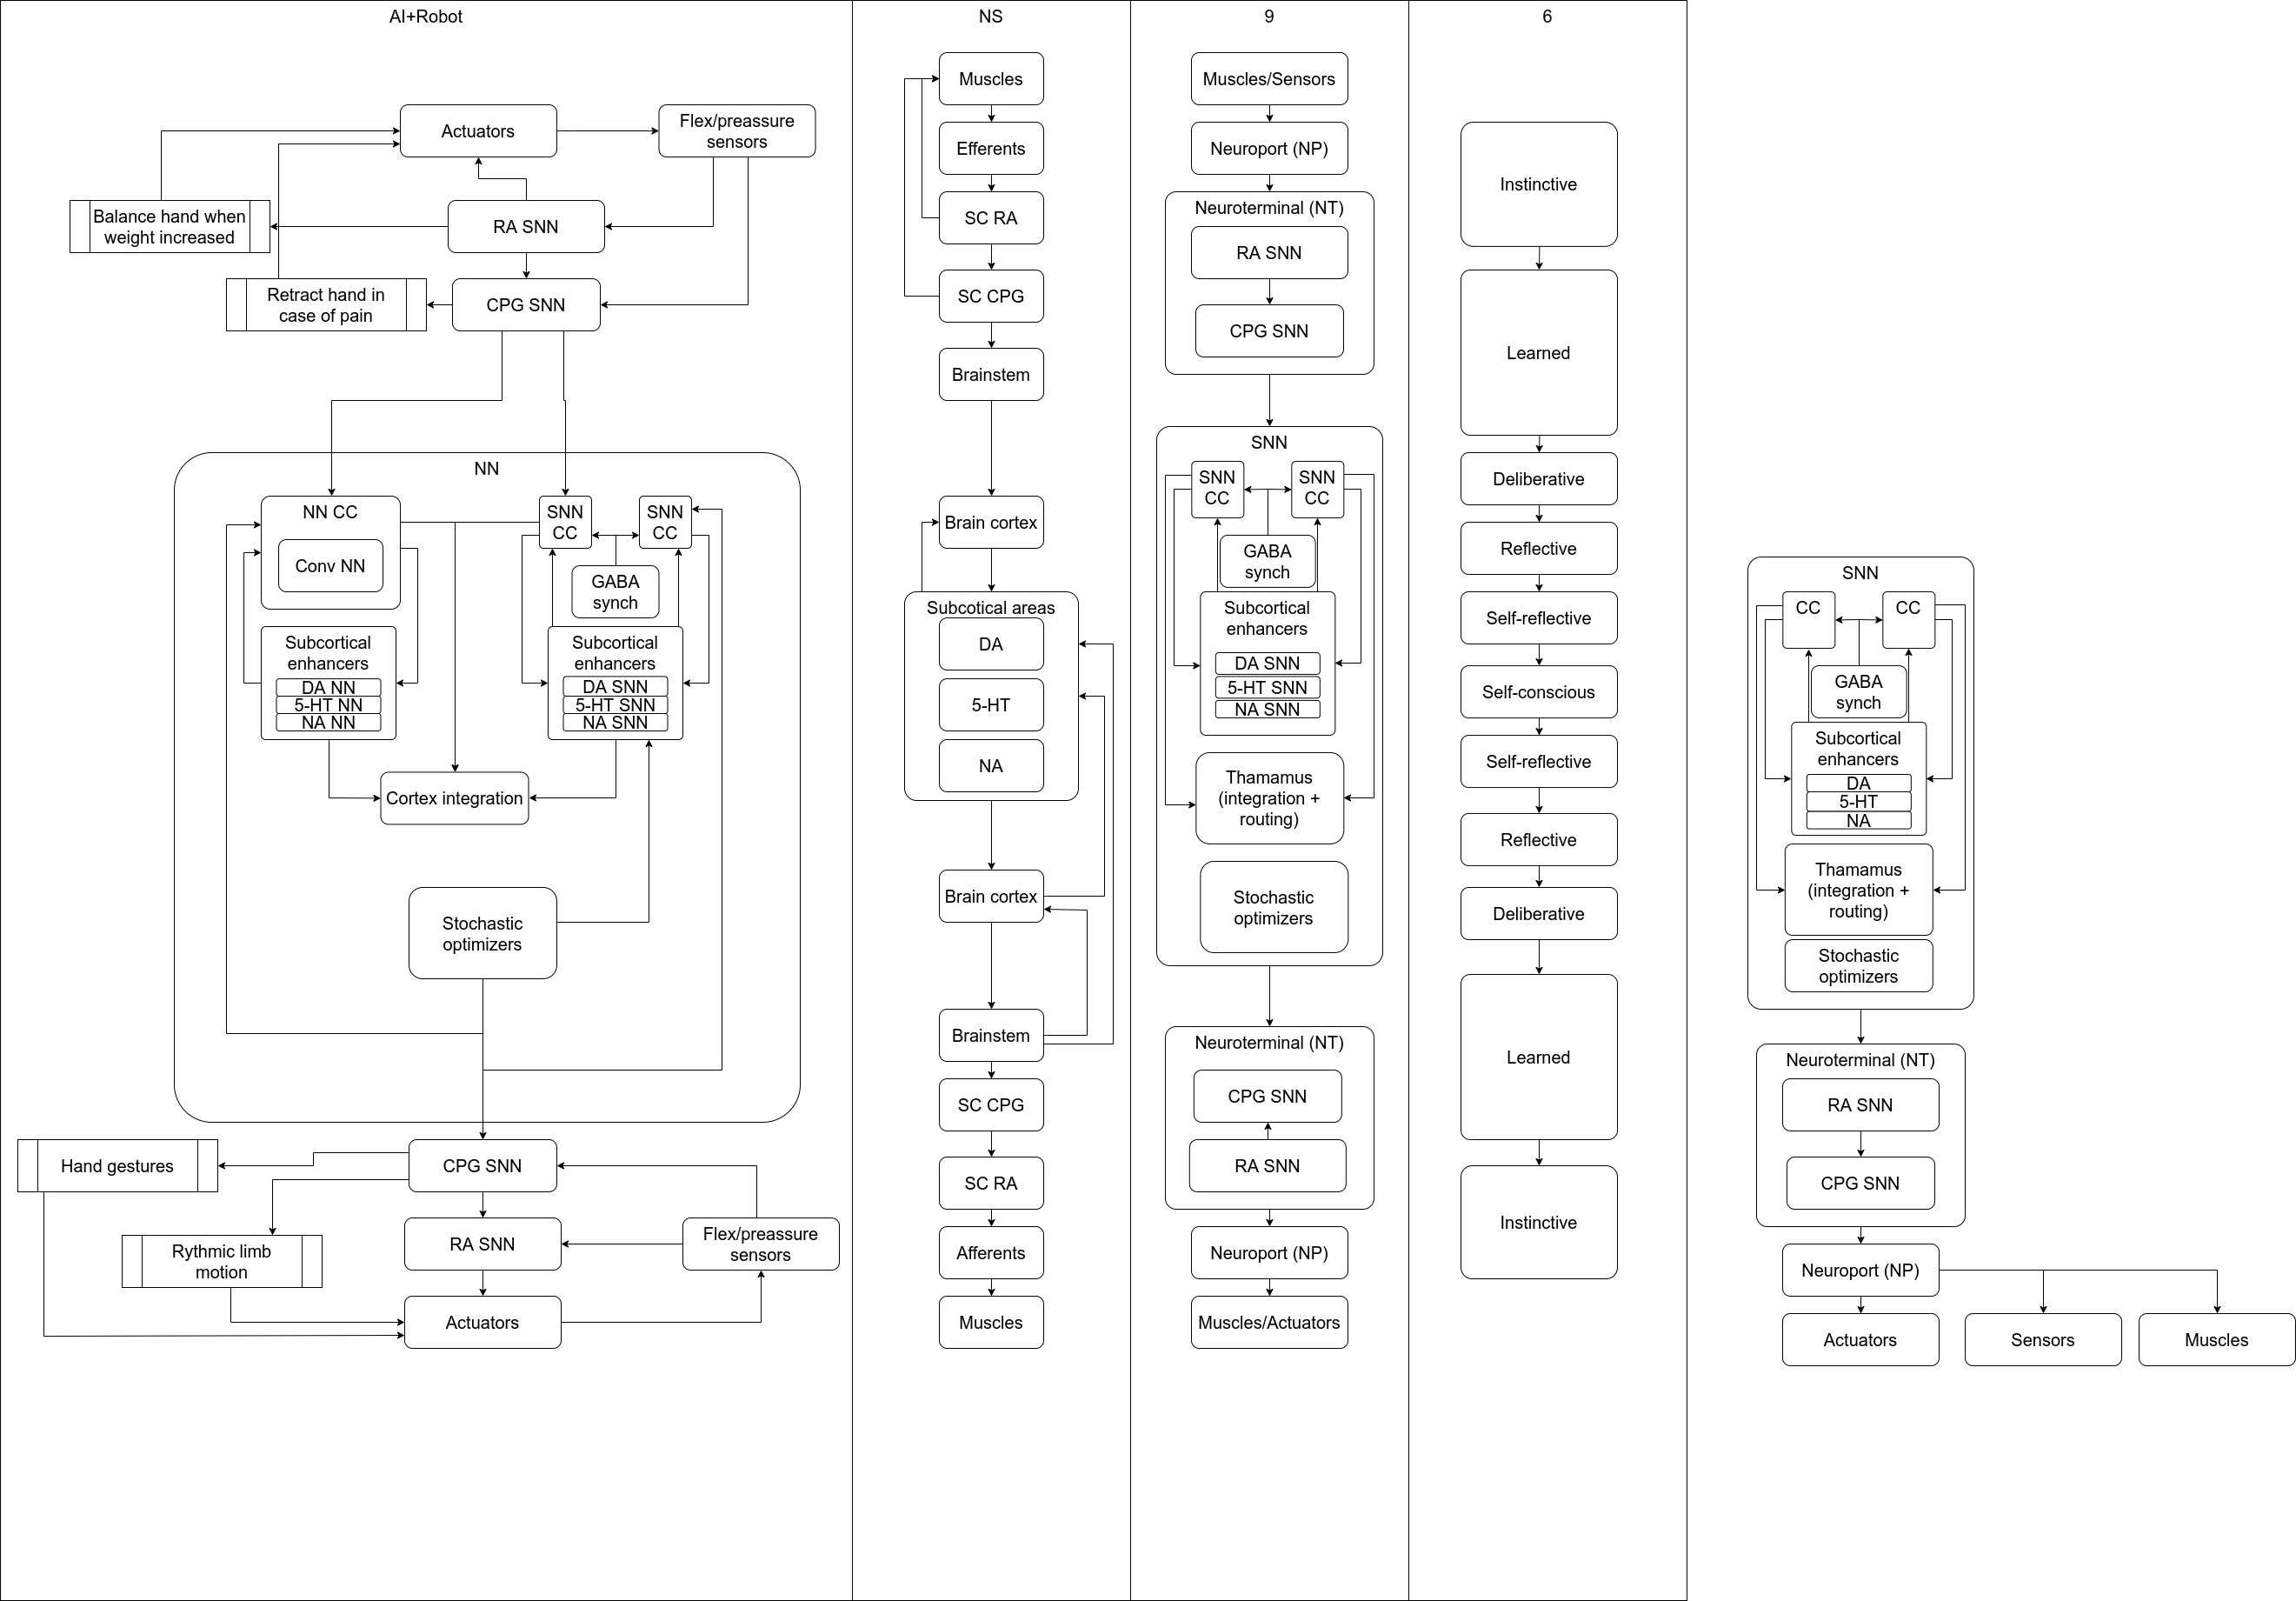 AI+Robot
Actuators
Flex/preassure
sensors
Balance hand when
weight increased
RA SNN
Retract hand in
case of pain
CPG SNN
NN
NN CC
Conv NN
SNN
CC
SNN
CC
GABA
synch
Subcortical
enhancers
DA NN
5-HT NN
NA NN
Subcortical
enhancers
DA SNN
5-HT SNN
NA SNN
Cortex integration
Stochastic
optimizers
Hand gestures
CPG SNN
Rythmic limb
motion
RA SNN
Flex/preassure
sensors
Actuators
NS
Muscles
Efferents
SC RA
SC CPG
Brainstem
Brain cortex
Subcotical areas
DA
5-HT
NA
Brain cortex
Brainstem
SC CPG
SC RA
Afferents
Muscles
9
Muscles/Sensors
Neuroport (NP)
Neuroterminal (NT)
RA SNN
CPG SNN
SNN
SNN
CC
SNN
CC
GABA
synch
Subcortical
enhancers
DA SNN
5-HT SNN
NA SNN
Thamamus
(integration +
routing)
Stochastic
optimizers
Neuroterminal (NT)
CPG SNN
RA SNN
Neuroport (NP)
Muscles/Actuators
6
Instinctive
Learned
Deliberative
Reflective
Self-reflective
Self-conscious
Self-reflective
Reflective
Deliberative
Learned
Instinctive
SNN
CC
CC
GABA
synch
Subcortical
enhancers
DA
5-HT
NA
Thamamus
(integration +
routing)
Stochastic
optimizers
Neuroterminal (NT)
RA SNN
CPG SNN
Neuroport (NP)
Actuators
Sensors
Muscles